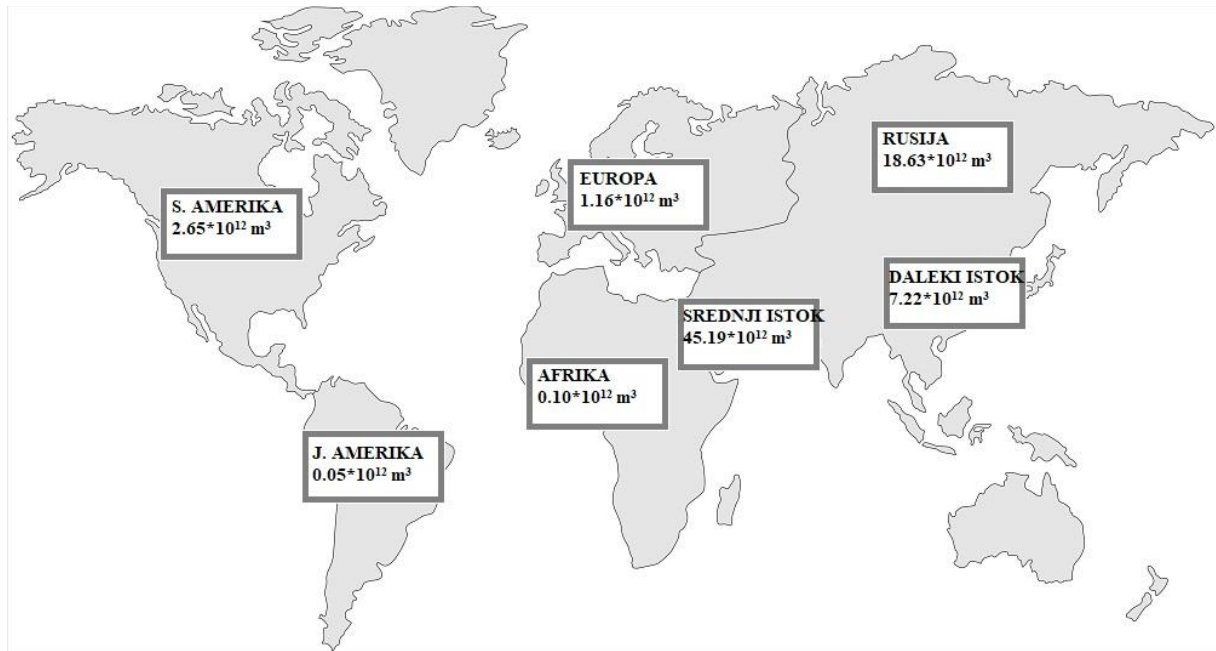 RUSIJA
18.63*10¹² m³
EUROPA
1.16*10¹² m³
S. AMERIKA
2.65*10¹² m³
DALEKI ISTOK
7.22*10¹² m³
SREDNJI ISTOK
45.19*10¹² m³
AFRIKA
0.10*10¹² m³
J. AMERIKA
0.05*10¹² m³